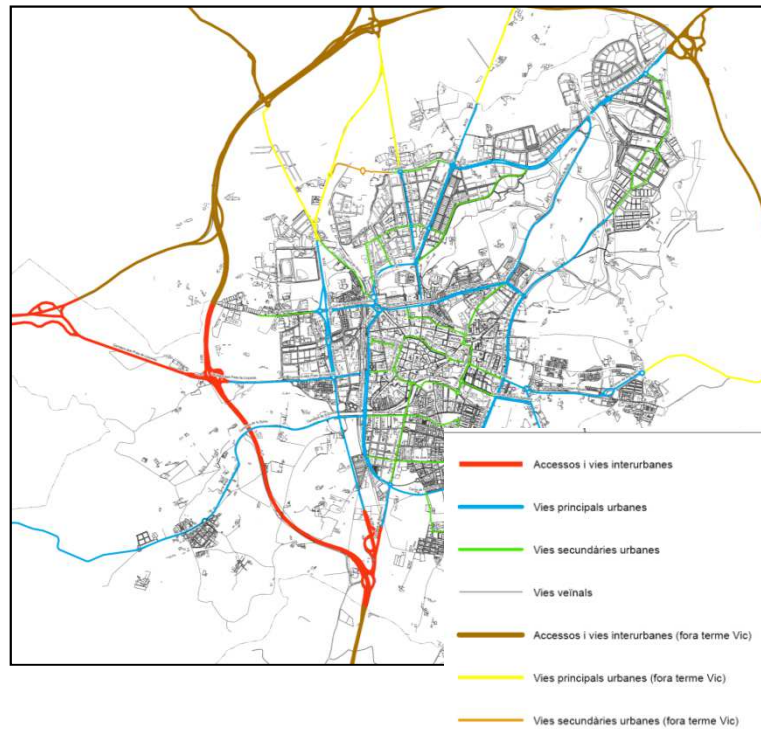 Accessos i vies interurbanes
Vies principals urbanes
Vies secundàries urbanes
Vies veïnals
Accessos i vies interurbanes (fora terme Vic)
Vies principals urbanes (fora terme Vic)
Vies secundàries urbanes (fora terme Vic)